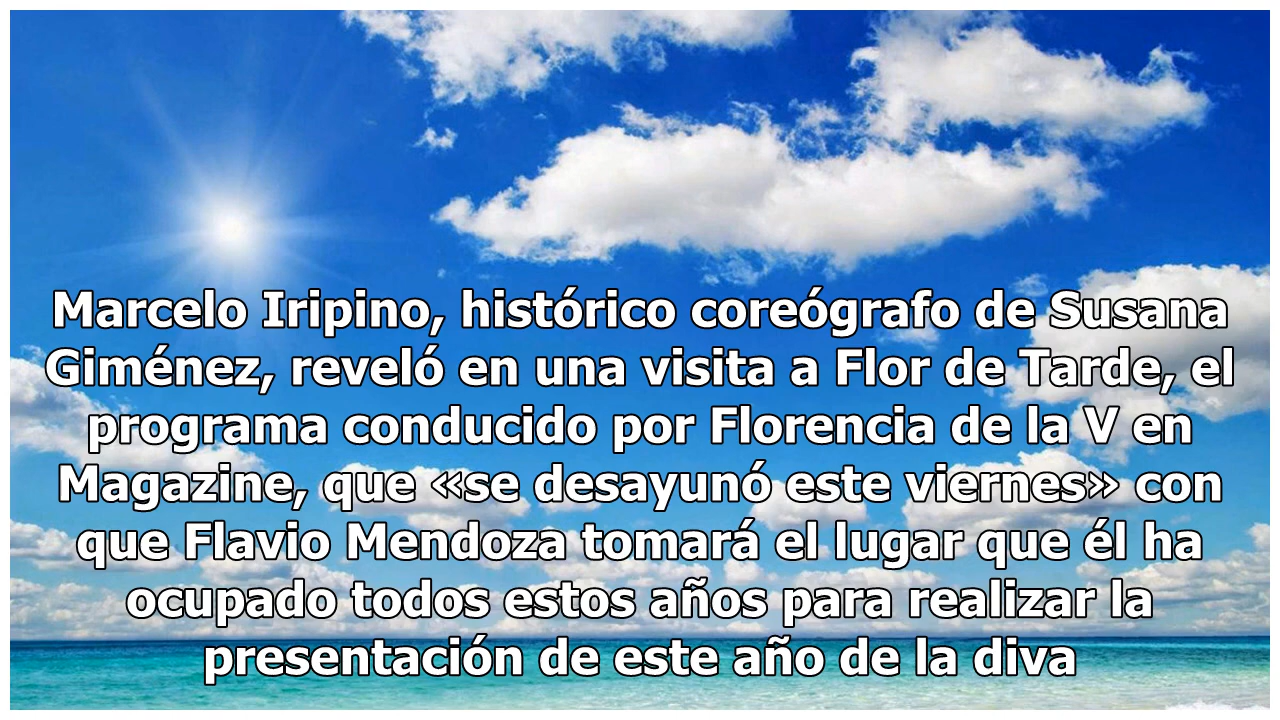 Marcelo Iripino, histórico coreógrafo de Susana
Giménez, reveló en una visita a Flor de Tarde, el
programa conducido por Florencia de la V en
Magazine, que «se desayunó este viernes» con
que Flavio Mendoza tomará el lugar que él ha
ocupado todos estos años para realizar la
presentación de este año de la diva